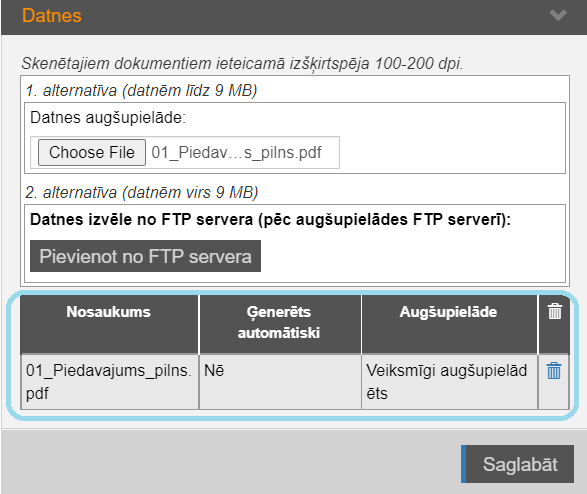 Datnes
Skenētajiem dokumentiem ieteicamā izšķirtspēja 100-200 dpi.
1. alternatīva (datnēm līdz 9 MB)
Datnes augšupielāde:
Choose File 01_Piedav…s_pilns.pdf
2. alternatīva (datnēm virs 9 MB)
Datnes izvēle no FTP servera (pēc augšupielādes FTP serverī):
Pievienot no FTP servera
Nosaukums Ģenerēts Augšupielāde
automātiski
01_Piedavajums_pilns. Nē Veiksmīgi augšupielād
pdf ēts
Saglabāt